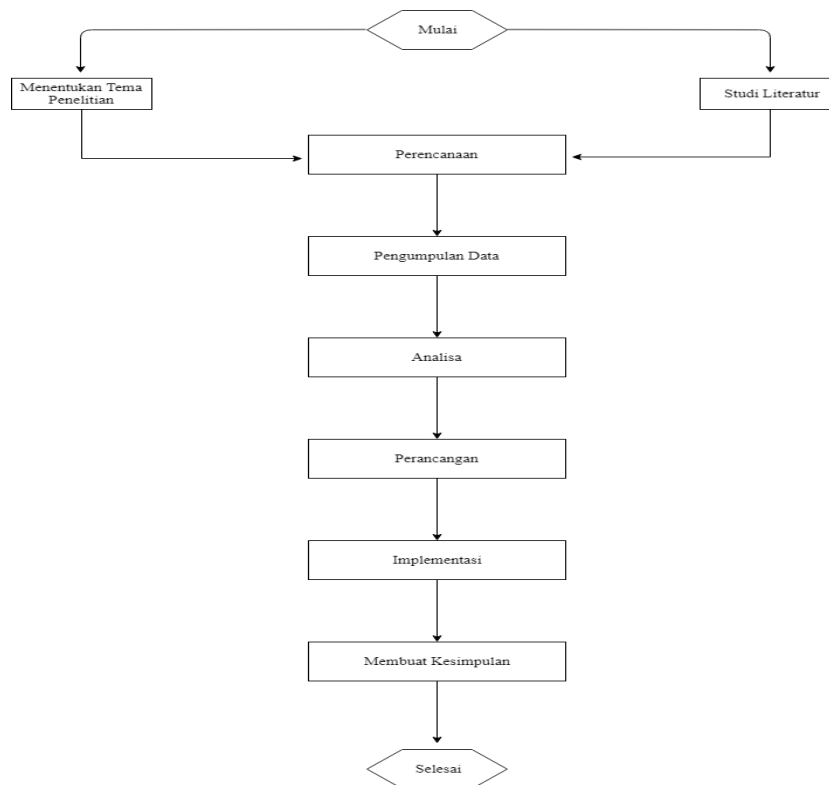 Mulai
Menentukan Tema
Penelitian
Studi Literatur
Perencanaan
Pengumpulan Data
Analisa
Perancangan
Implementasi
Membuat Kesimpulan
Selesai